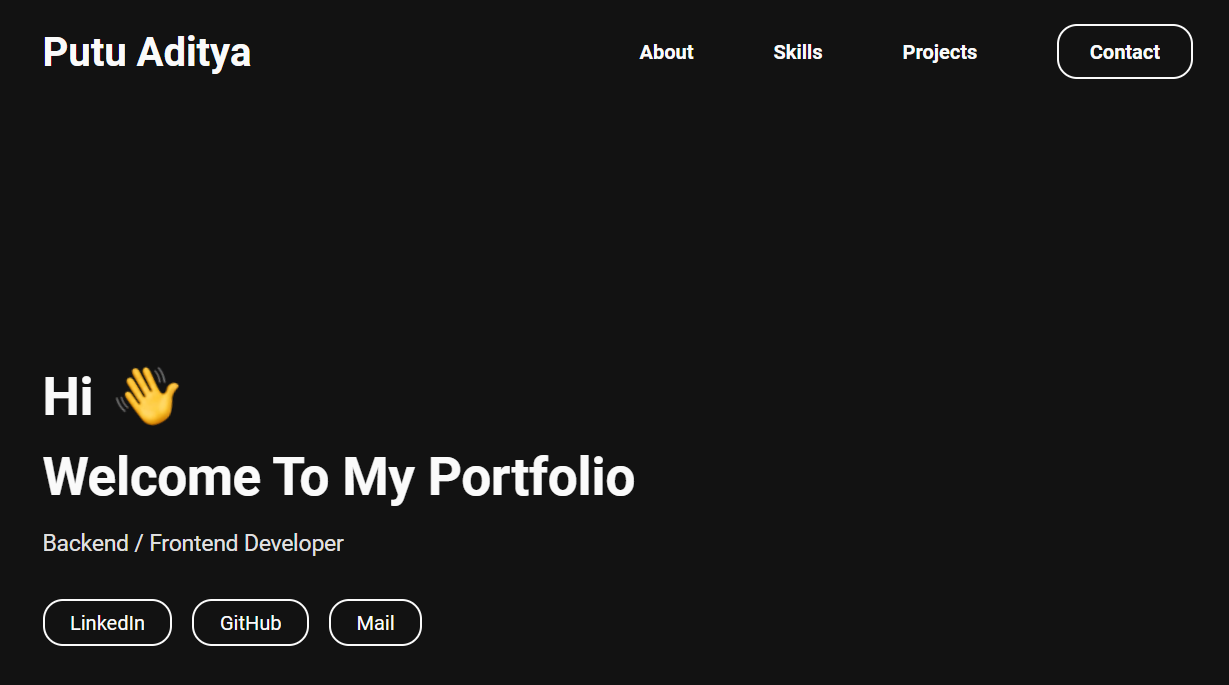 Putu Aditya
About Skills Projects Contact
Hi 👋
Welcome To My Portfolio
Backend / Frontend Developer
LinkedIn GitHub Mail